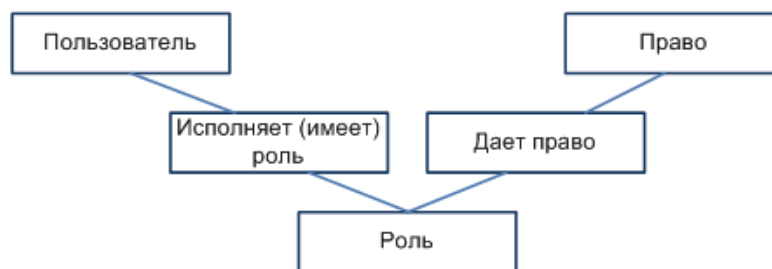 Пользователь
Право
Исполняет (имеет)
роль
Дает право
Роль